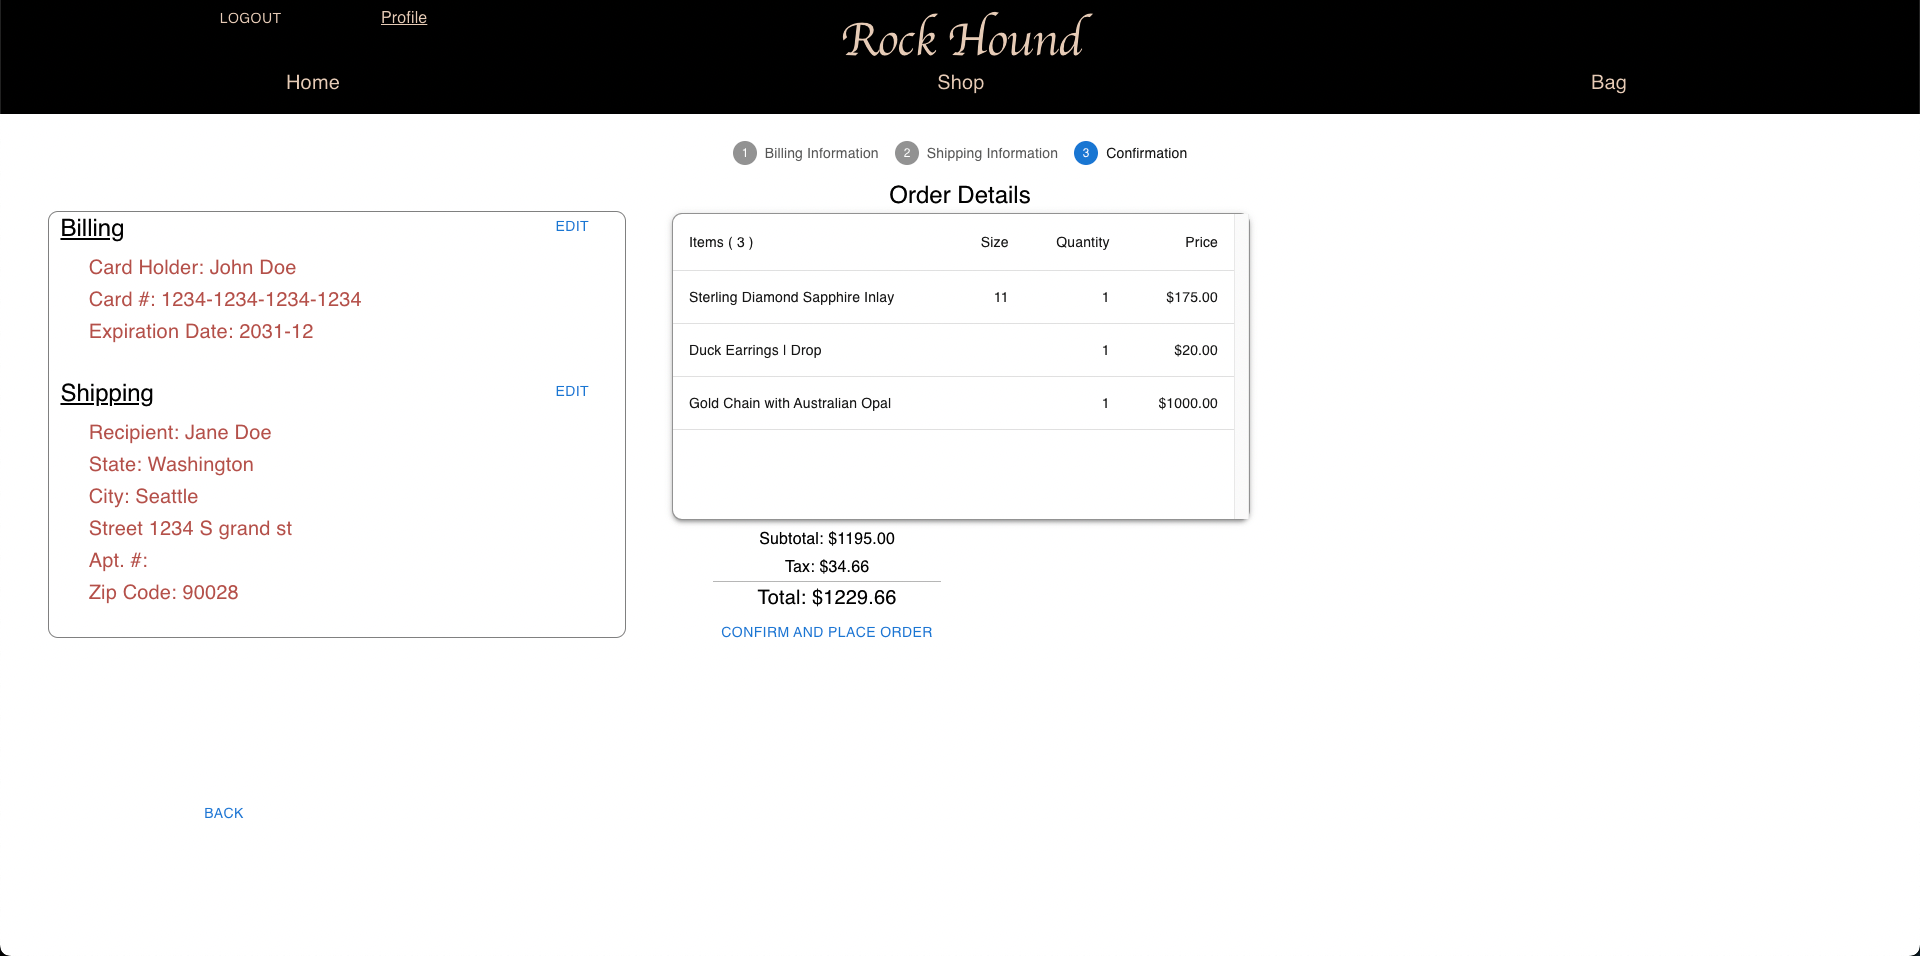 LOGOUT Profile
Rock Hound
Home Shop Bag
1 Billing Information 2 Shipping Information 3 Confirmation
Order Details
Billing EDIT
Card Holder: John Doe
Card #: 1234-1234-1234-1234
Expiration Date: 2031-12
Shipping EDIT
Recipient: Jane Doe
State: Washington
City: Seattle
Street 1234 S grand st
Apt. #:
Zip Code: 90028
Items ( 3 ) Size Quantity Price
Sterling Diamond Sapphire Inlay 11 1 $175.00
Duck Earrings | Drop 1 $20.00
Gold Chain with Australian Opal 1 $1000.00
Subtotal: $1195.00
Tax: $34.66
Total: $1229.66
CONFIRM AND PLACE ORDER
BACK